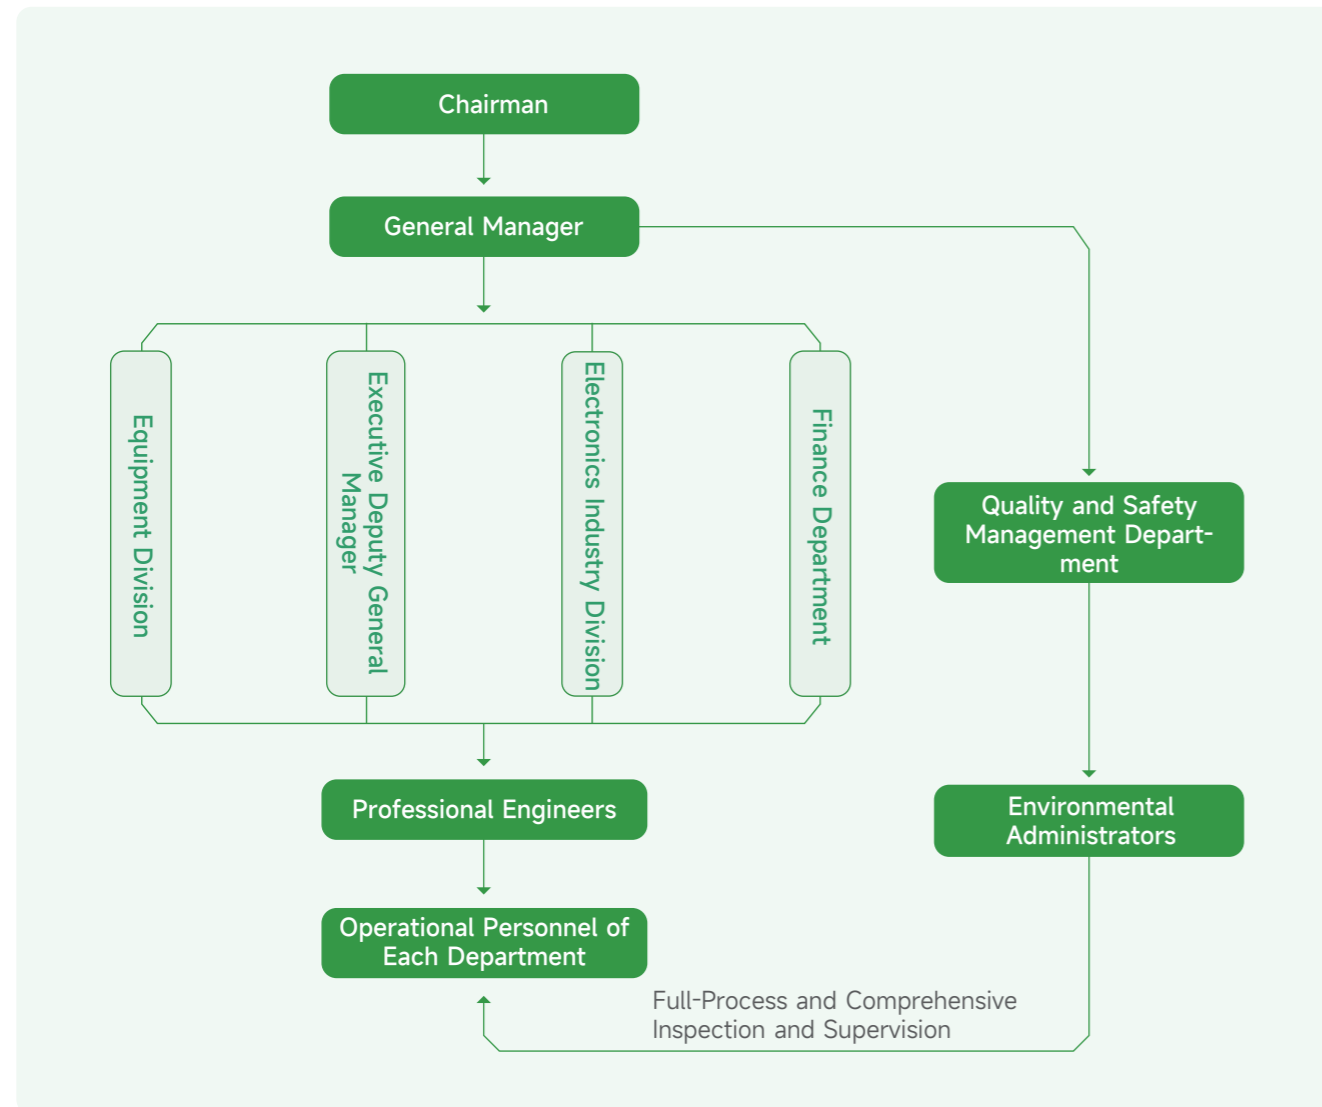 Chairman
General Manager
Equipment Division
Executive Deputy General
Manager
Electronics Industry Division
Finance Department
Quality and Safety
Management Depart-
ment
Professional Engineers
Environmental
Administrators
Operational Personnel of
Each Department
Full-Process and Comprehensive
Inspection and Supervision